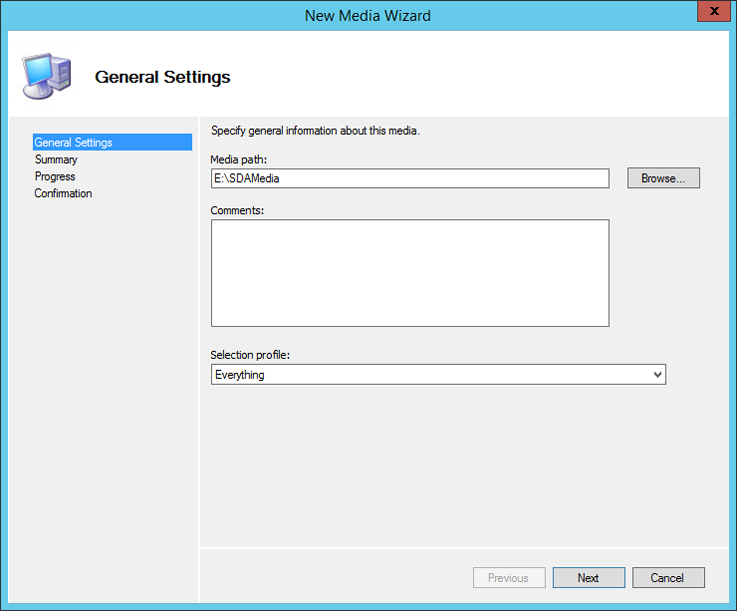 New Media Wizard
X
General Settings
General Settings
Summary
Progress
Confirmation
Specify general information about this media.
Media path:
E:\SDAMedia
Browse...
Comments:
Selection profile:
Everything
Previous
Next
Cancel